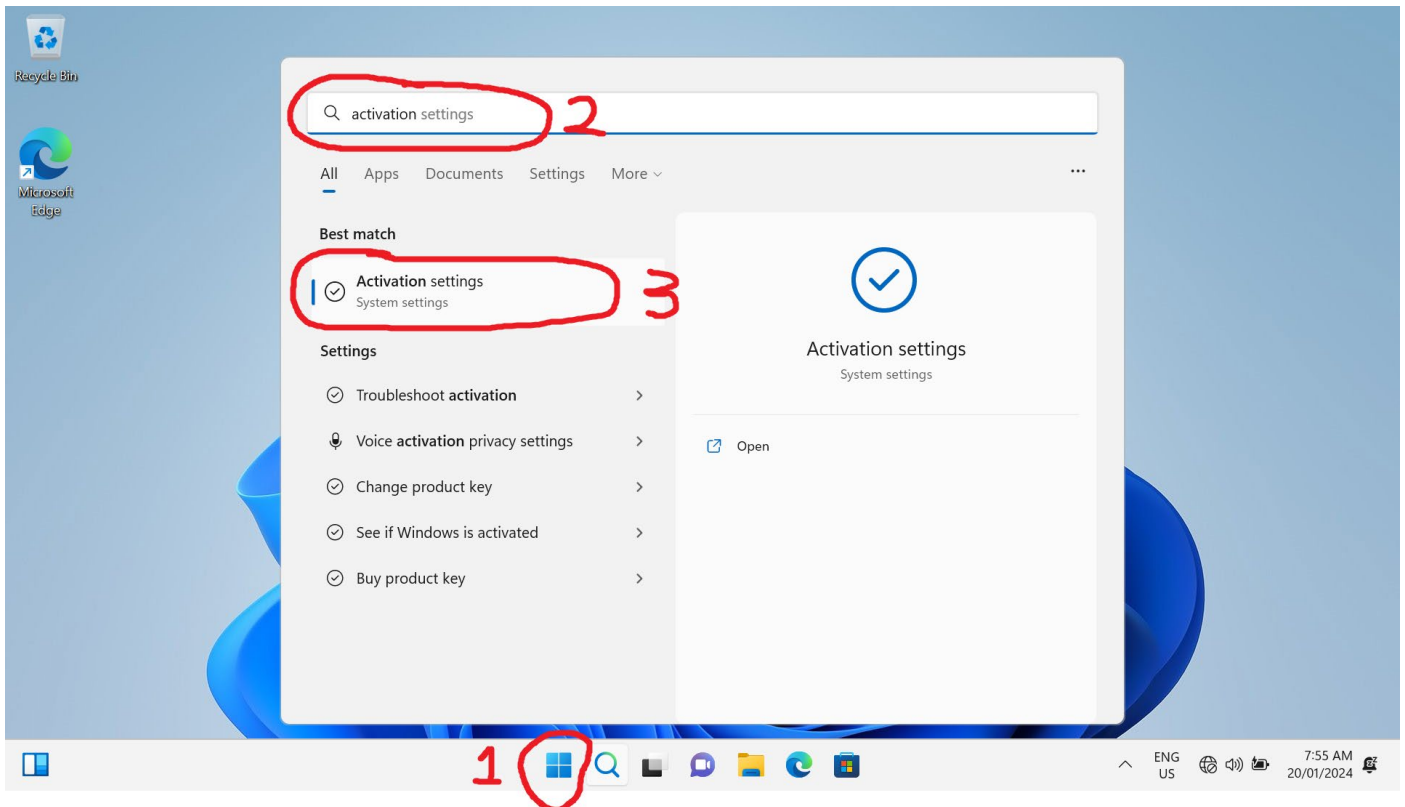 Recycle Bin
Microsoft
Edge
activation settings
2
All Apps Documents Settings More
Best match
Activation settings
System settings
3
Activation settings
System settings
Settings
Troubleshoot activation
Voice activation privacy settings
Change product key
See if Windows is activated
Buy product key
Open
1
ENG
US
7:55 AM
20/01/2024